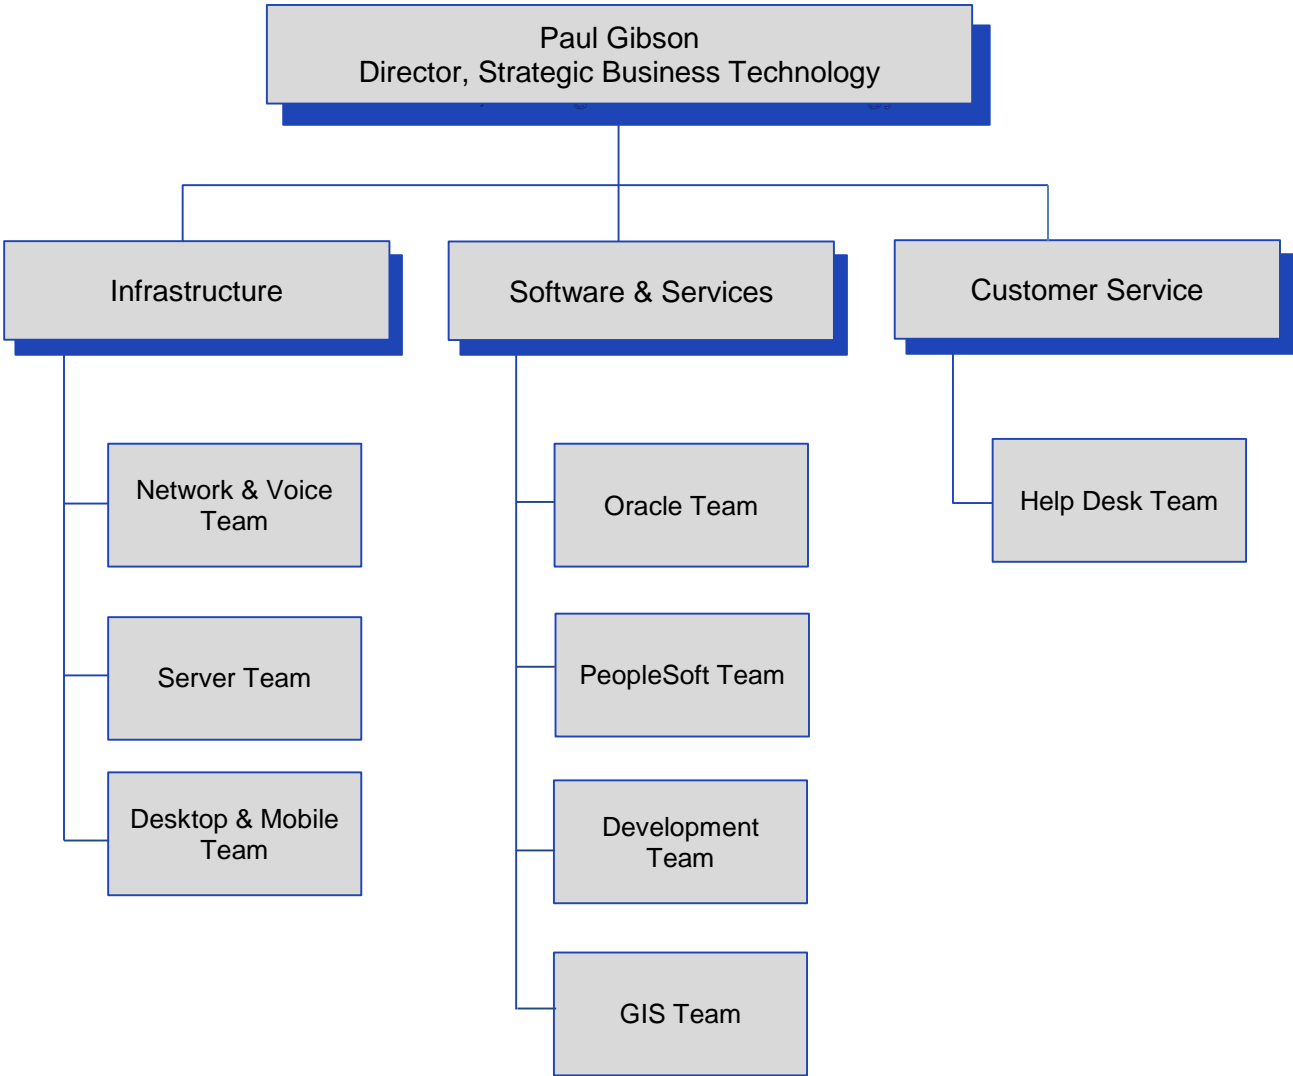 Paul Gibson
Director, Strategic Business Technology
Infrastructure
Software & Services
Customer Service
Network & Voice
Team
Server Team
Desktop & Mobile
Team
Oracle Team
PeopleSoft Team
Development
Team
GIS Team
Help Desk Team